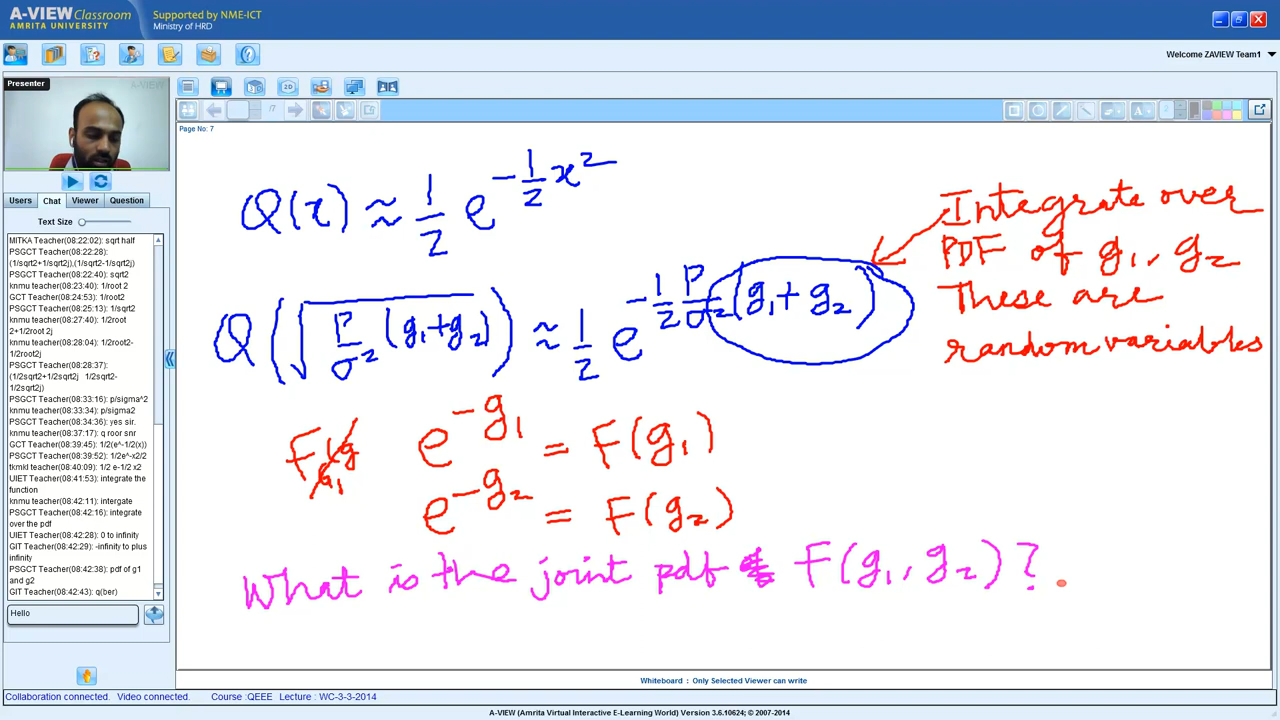 A-VIEW Classroom
AMRITA UNIVERSITY
Supported by NME-ICT
Ministry of HRD
Welcome ZAVIEW Team1
Presenter
Users Chat Viewer Question
Text Size
MITKA Teacher(08:22:02): sqrt half
PSGCT Teacher(08:22:28):
(1/sqrt2+1/sqrt2j),(1/sqrt2-1/sqrt2j)
PSGCT Teacher(08:22:40): sqrt2
knmu teacher(08:23:40): 1/root 2
GCT Teacher(08:24:53): 1/root2
PSGCT Teacher(08:25:13): 1/sqrt2
knmu teacher(08:27:40): 1/root
2+1/root 2j
knmu teacher(08:28:04): 1/root2-
1/root2j
PSGCT Teacher(08:28:37):
(1/2sqrt2+1/2sqrt2j 1/2sqrt2-
1/2sqrt2j)
PSGCT Teacher(08:33:16): p/sigma^2
knmu teacher(08:33:34): p/sigma2
PSGCT Teacher(08:34:36): yes sir.
knmu teacher(08:37:17): q roor snr
GCT Teacher(08:39:45): 1/2(e^-1/2(x))
PSGCT Teacher(08:39:52): 1/2e^-x2/2
tkmkl teacher(08:40:09): 1/2 e-1/2 x2
UIET Teacher(08:41:53): integrate the
function
knmu teacher(08:42:11): intergate
PSGCT Teacher(08:42:16): integrate
over the pdf
UIET Teacher(08:42:28): 0 to infinity
GIT Teacher(08:42:29): -infinity to plus
infinity
PSGCT Teacher(08:42:38): pdf of g1
and g2
GIT Teacher(08:42:43): q(ber)
Hello
2D
/7
A
2
Page No: 7
Q(x) ≈ 1/2 e^{-1/2 x^2}
Integrate over
PDF of g₁, g₂
These are
random variables
Q(√(P/σ² (g₁+g₂))) ≈ 1/2 e^{-1/2 P/σ² (g₁+g₂)}
e^{-g₁} = F(g₁)
e^{-g₂} = F(g₂)
What is the joint pdf F(g₁, g₂)?
Whiteboard : Only Selected Viewer can write
Collaboration connected. Video connected. Course :QEEE Lecture : WC-3-3-2014
A-VIEW (Amrita Virtual Interactive E-Learning World) Version 3.6.10624; © 2007-2014